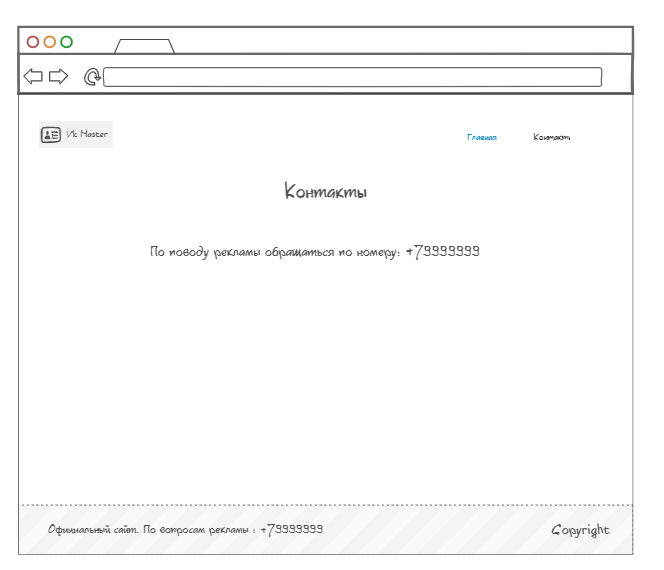 Vk Master
Главная
Контакты
Контакты
По поводу рекламы обращаться по номеру: +79999999
Официальный сайт. По вопросам рекламы : +79999999
Copyright